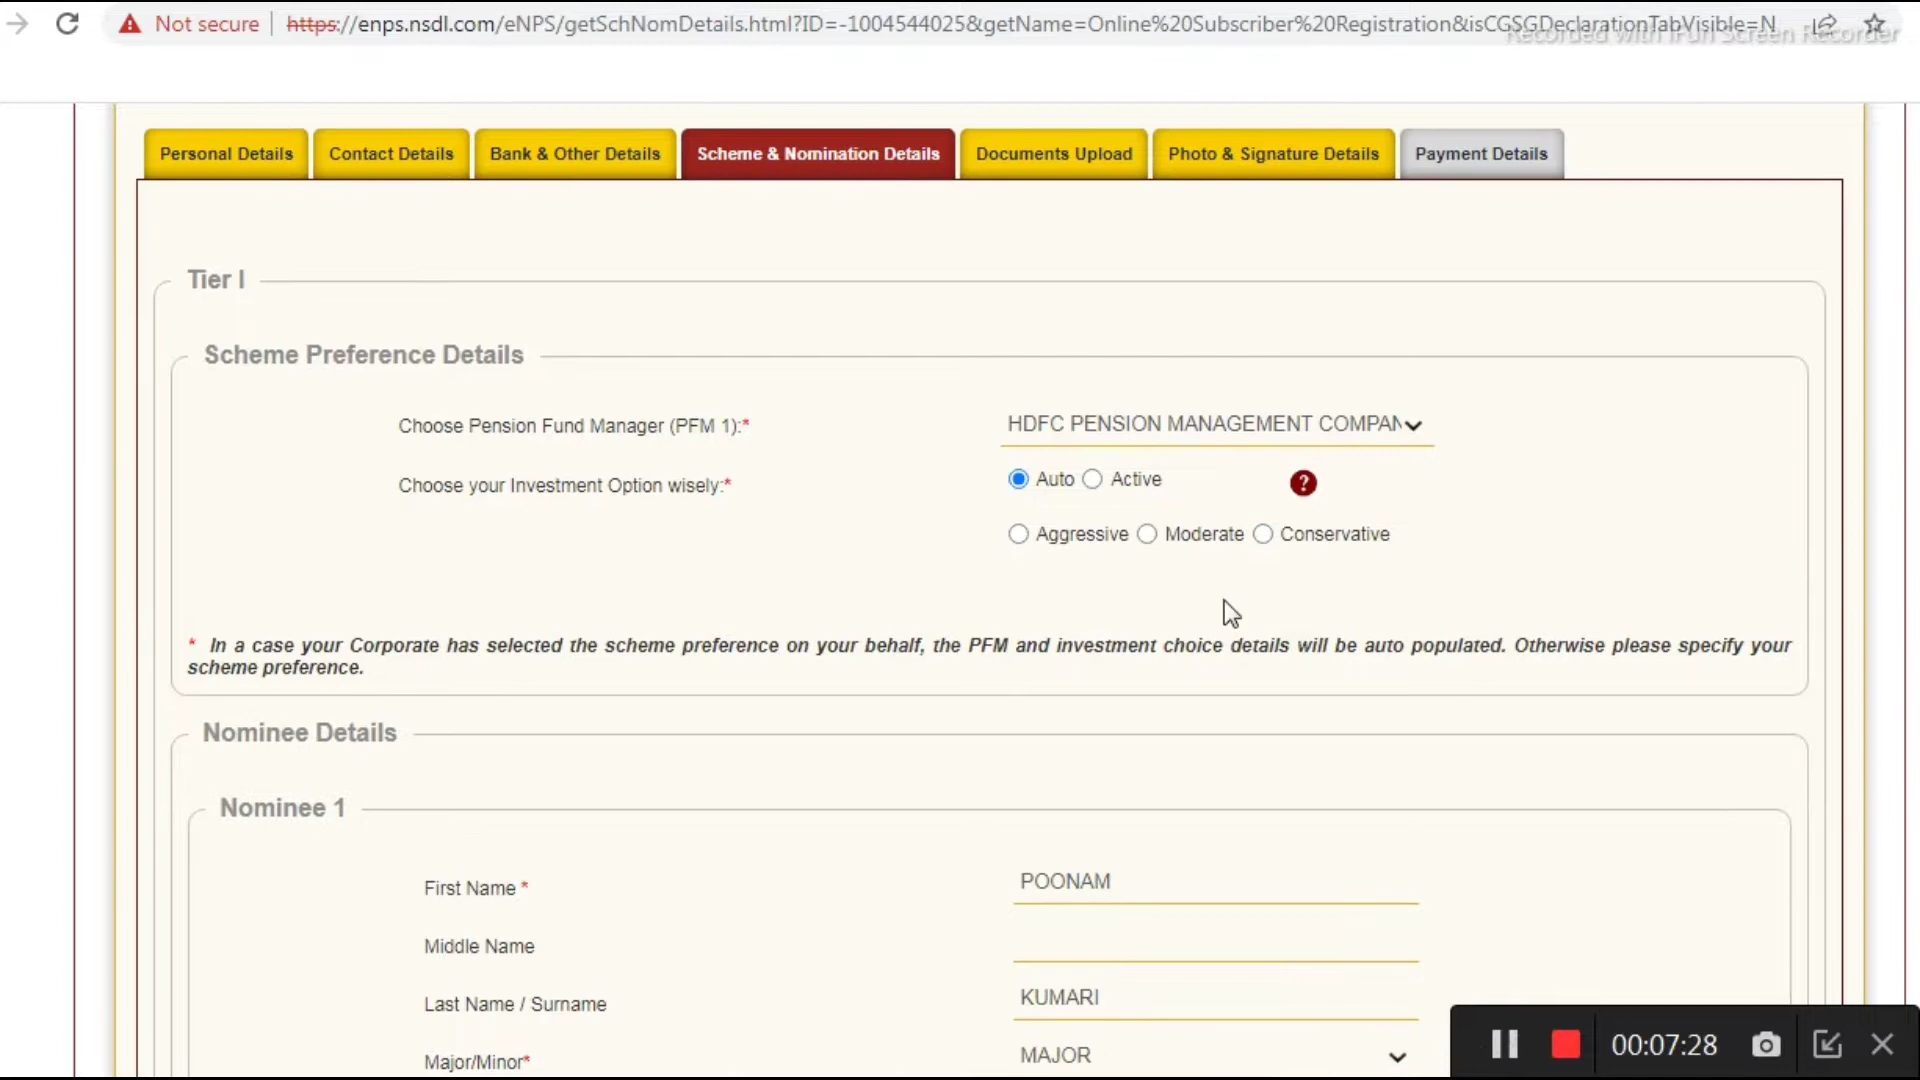 Not secure | https://enps.nsdl.com/eNPS/getSchNomDetails.html?ID=-1004544025&getName=Online%20Subscriber%20Registration&isCGSGDeclarationTabVisible=N
Recorded with iFun Screen Recorder
Personal Details
Contact Details
Bank & Other Details
Scheme & Nomination Details
Documents Upload
Photo & Signature Details
Payment Details
Tier I
Scheme Preference Details
Choose Pension Fund Manager (PFM 1):* HDFC PENSION MANAGEMENT COMPAN
Choose your Investment Option wisely:* Auto Active ?
Aggressive Moderate Conservative
* In a case your Corporate has selected the scheme preference on your behalf, the PFM and investment choice details will be auto populated. Otherwise please specify your
scheme preference.
Nominee Details
Nominee 1
First Name * POONAM
Middle Name
Last Name / Surname KUMARI
Major/Minor* MAJOR
00:07:28